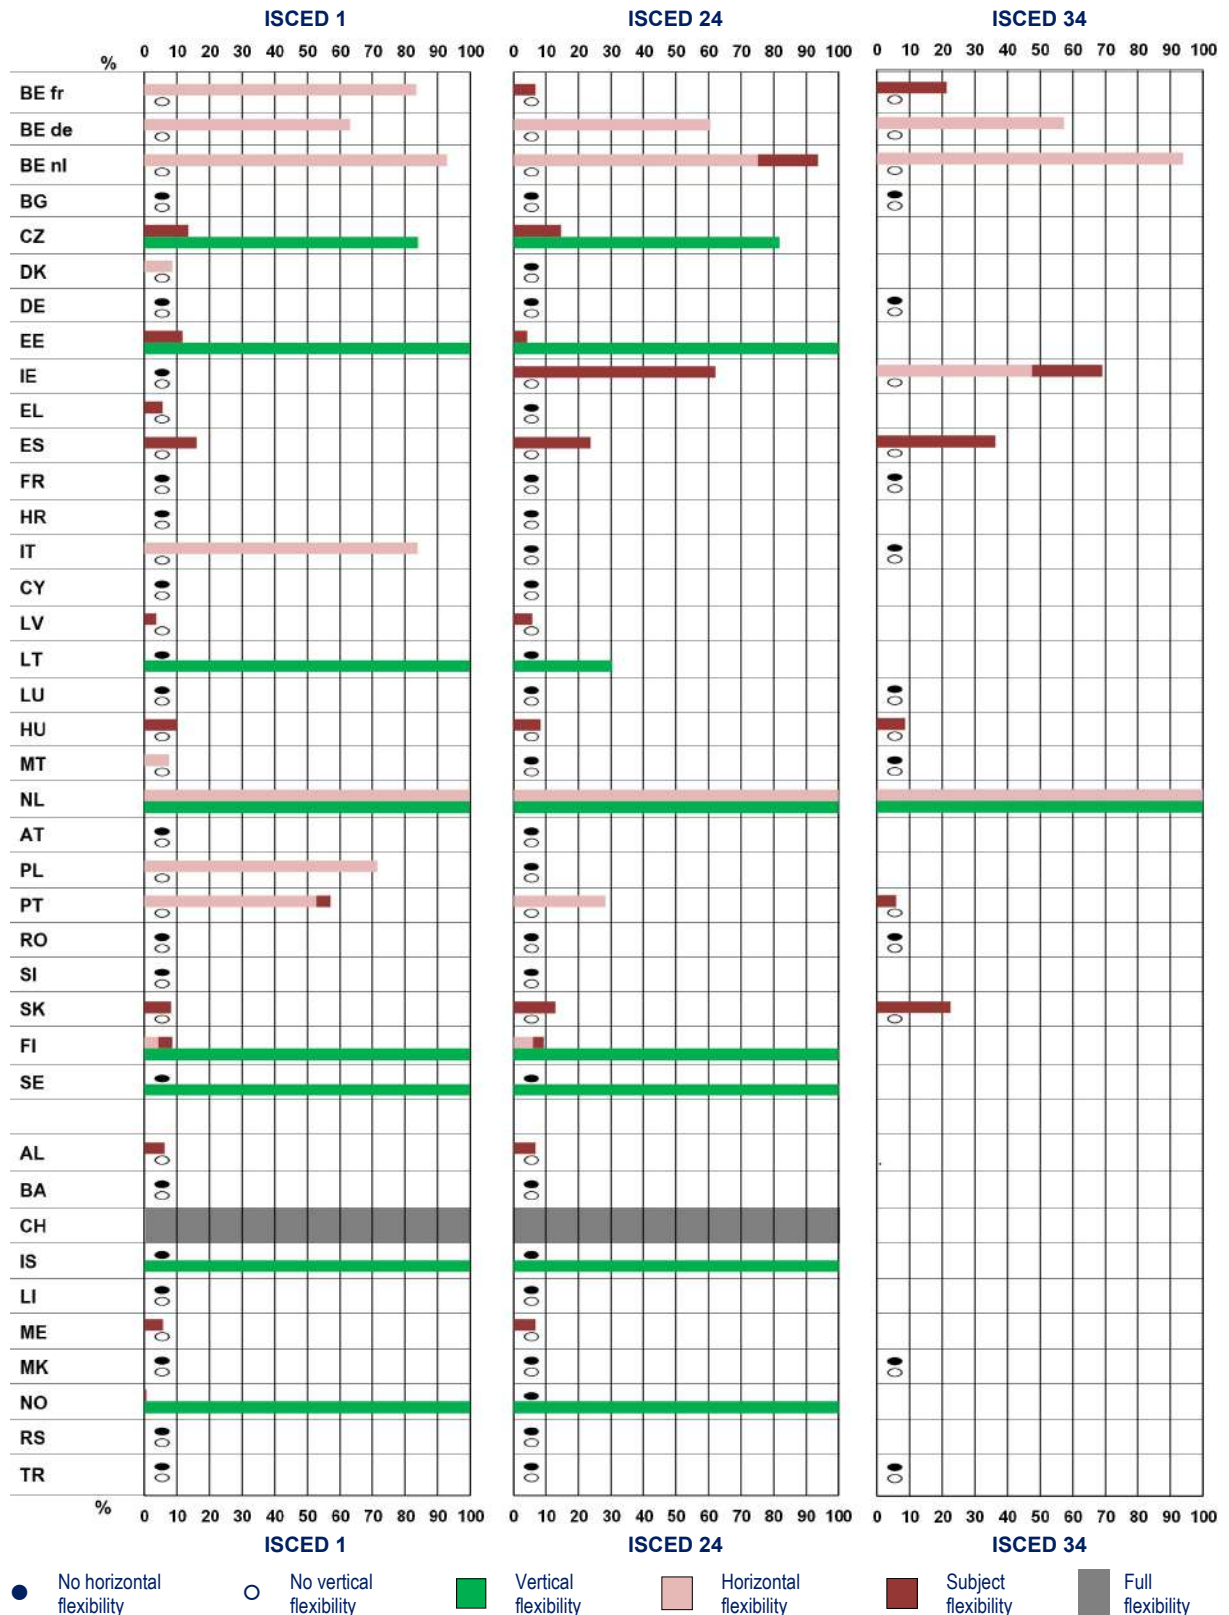 ISCED 1 ISCED 24 ISCED 34
% 0 10 20 30 40 50 60 70 80 90 100 0 10 20 30 40 50 60 70 80 90 100 0 10 20 30 40 50 60 70 80 90 100
BE fr
BE de
BE nl
BG
CZ
DK
DE
EE
IE
EL
ES
FR
HR
IT
CY
LV
LT
LU
HU
MT
NL
AT
PL
PT
RO
SI
SK
FI
SE
AL
BA
CH
IS
LI
ME
MK
NO
RS
TR
% 0 10 20 30 40 50 60 70 80 90 100 0 10 20 30 40 50 60 70 80 90 100 0 10 20 30 40 50 60 70 80 90 100
ISCED 1 ISCED 24 ISCED 34
No horizontal No vertical Vertical Horizontal Subject Full
flexibility flexibility flexibility flexibility flexibility flexibility